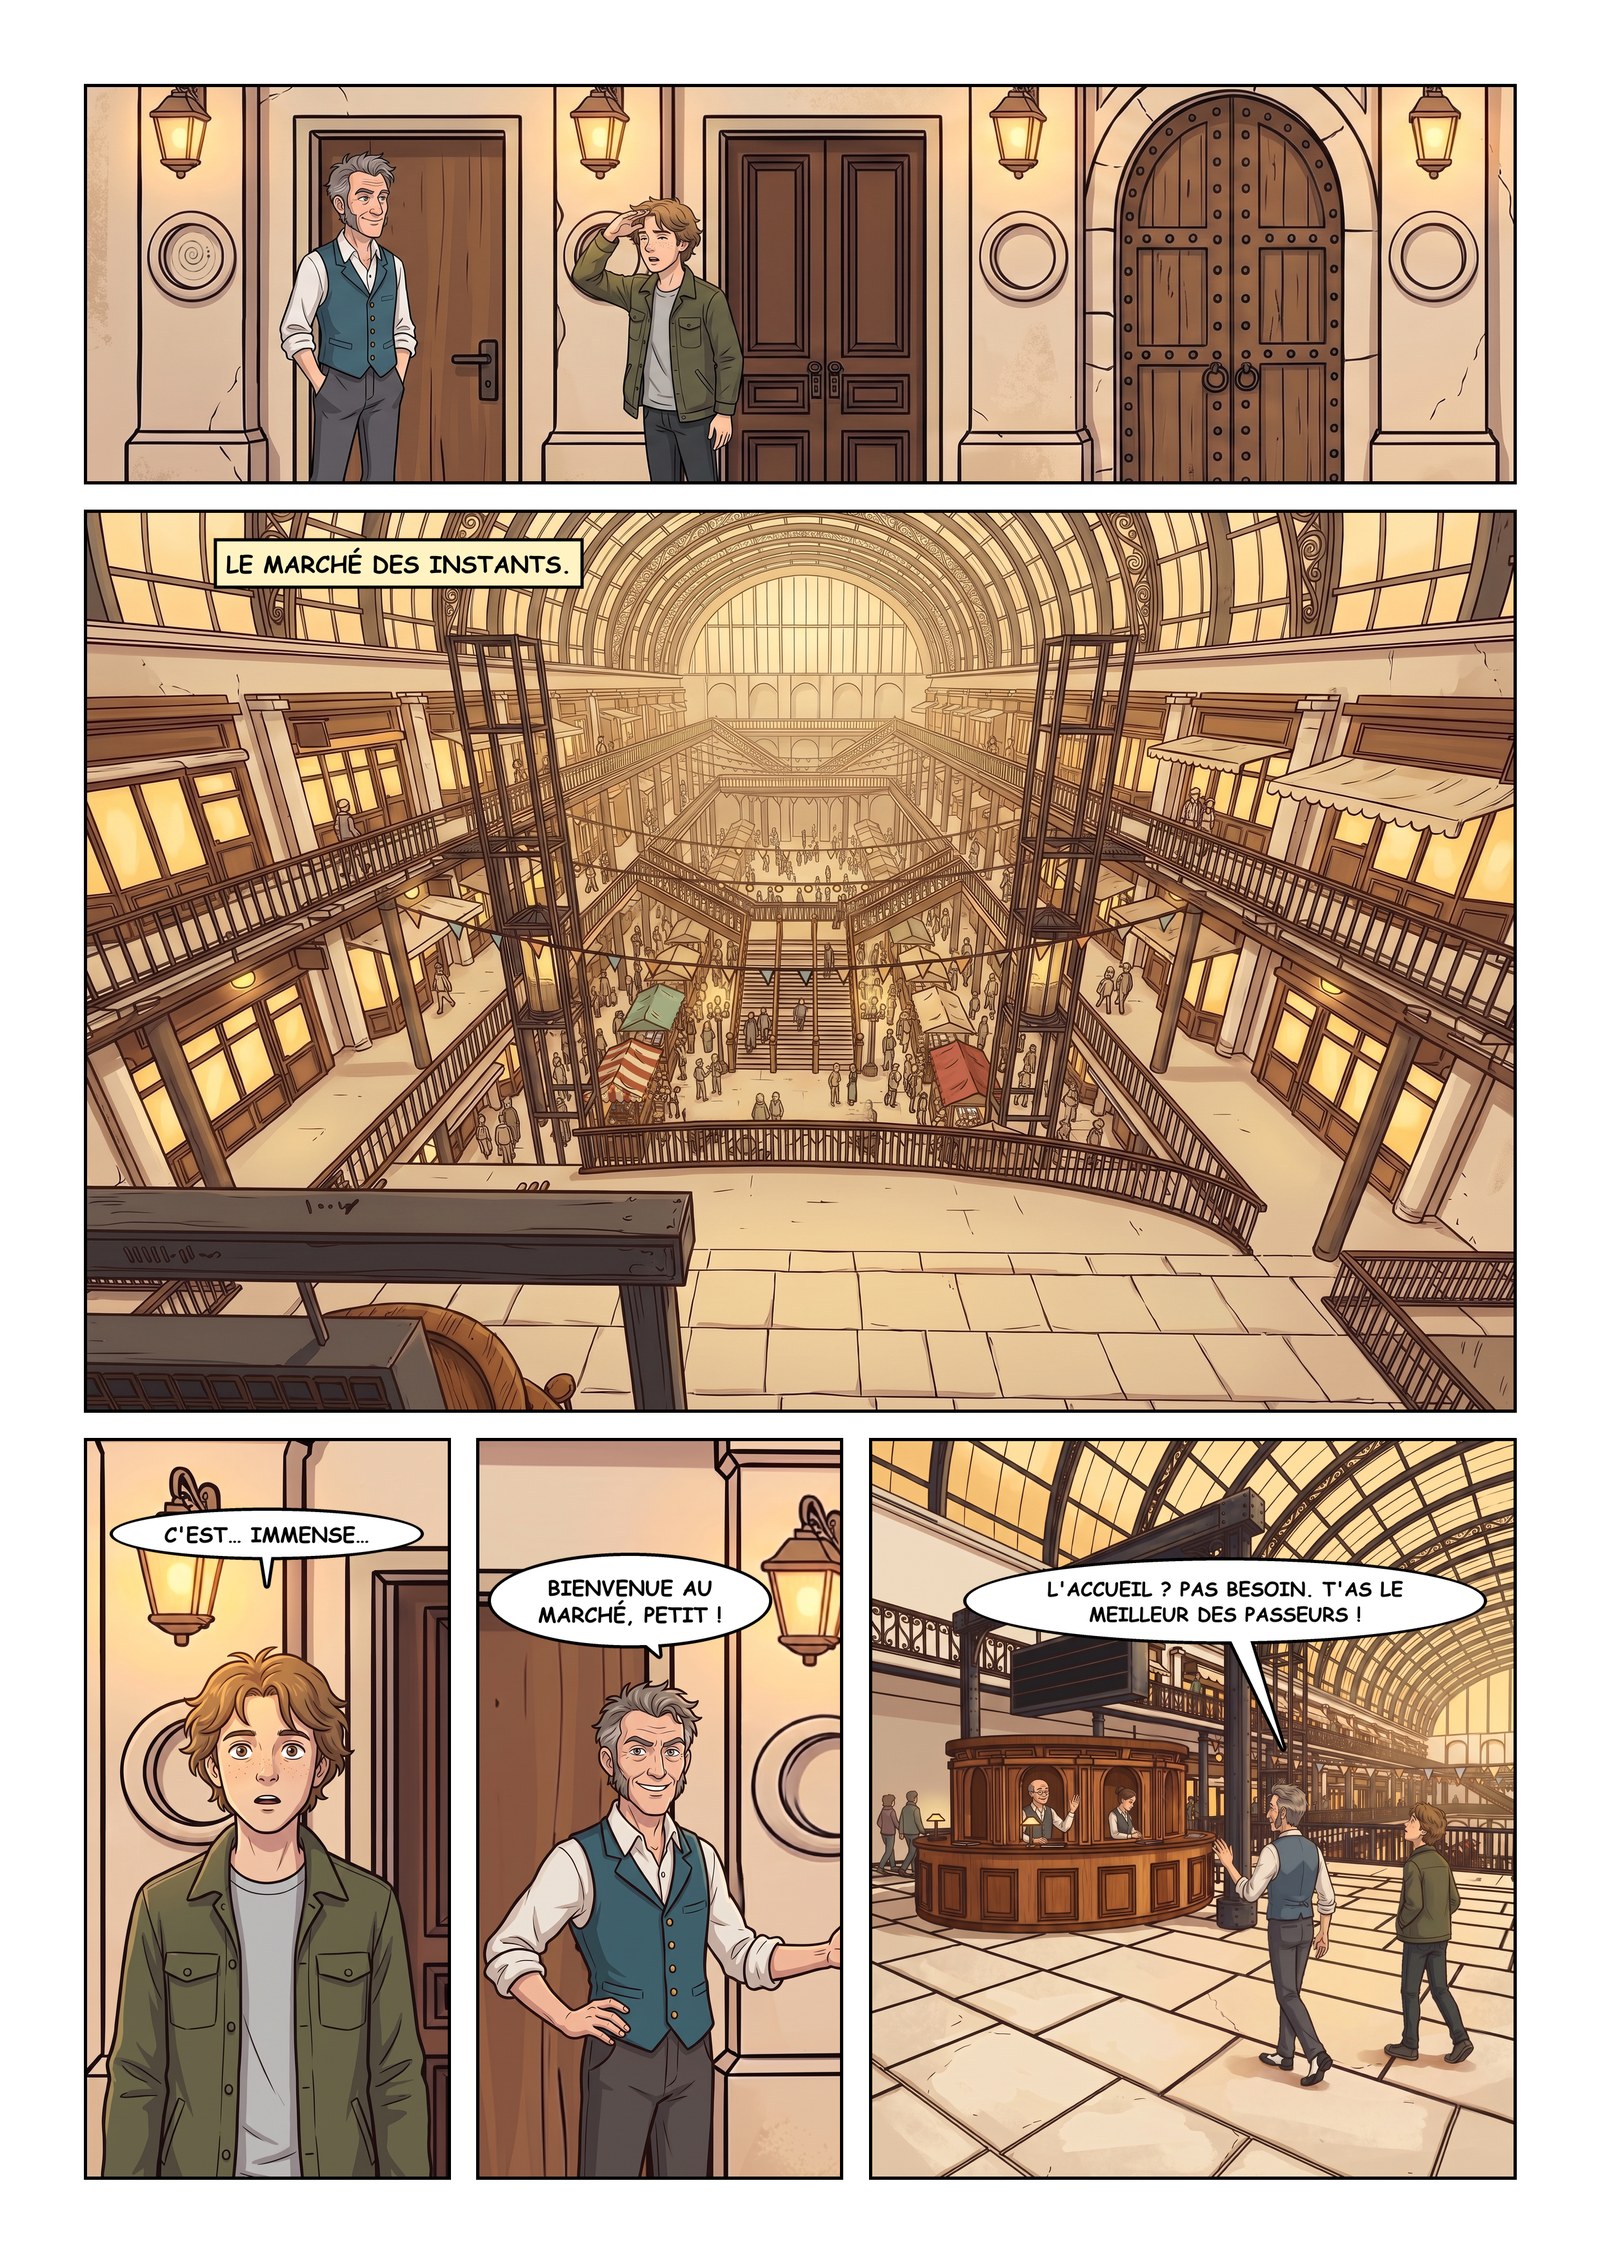 LE MARCHÉ DES INSTANTS.
C'EST... IMMENSE...
BIENVENUE AU
MARCHÉ, PETIT !
L'ACCUEIL ? PAS BESOIN. T'AS LE
MEILLEUR DES PASSEURS !